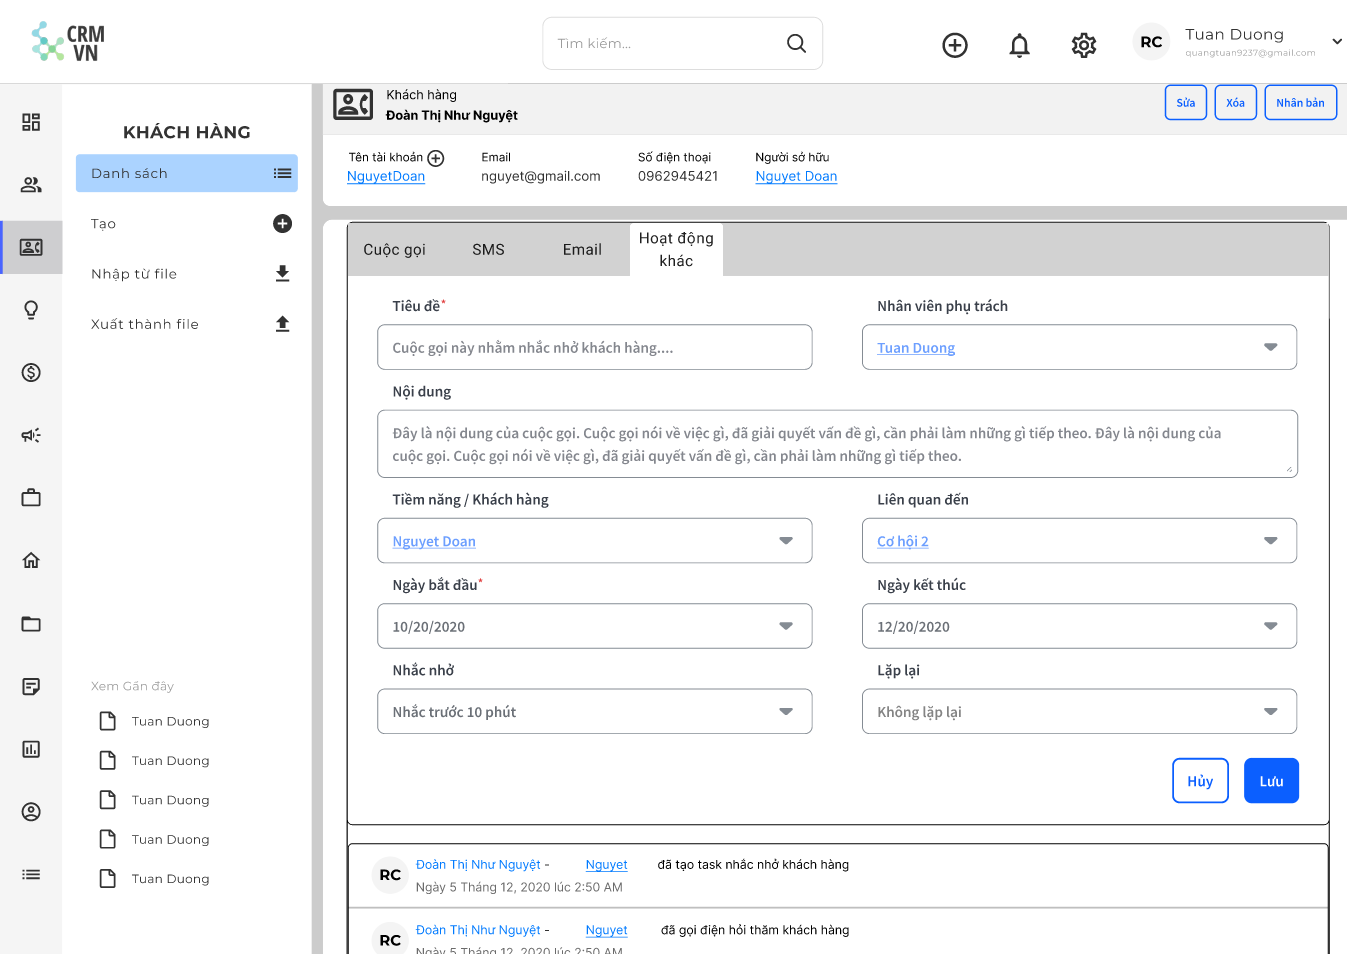 CRM
VN
Tìm kiếm...
RC
Tuan Duong
quangtuan9237@gmail.com
KHÁCH HÀNG
Danh sách
Tạo
Nhập từ file
Xuất thành file
Xem Gần đây
Tuan Duong
Tuan Duong
Tuan Duong
Tuan Duong
Tuan Duong
Khách hàng
Đoàn Thị Như Nguyệt
Sửa
Xóa
Nhân bản
Tên tài khoản
NguyetDoan
Email
nguyet@gmail.com
Số điện thoại
0962945421
Người sở hữu
Nguyet Doan
Cuộc gọi
SMS
Email
Hoạt động
khác
Tiêu đề*
Cuộc gọi này nhằm nhắc nhở khách hàng....
Nhân viên phụ trách
Tuan Duong
Nội dung
Đây là nội dung của cuộc gọi. Cuộc gọi nói về việc gì, đã giải quyết vấn đề gì, cần phải làm những gì tiếp theo. Đây là nội dung của
cuộc gọi. Cuộc gọi nói về việc gì, đã giải quyết vấn đề gì, cần phải làm những gì tiếp theo.
Tiềm năng / Khách hàng
Nguyet Doan
Liên quan đến
Cơ hội 2
Ngày bắt đầu*
10/20/2020
Ngày kết thúc
12/20/2020
Nhắc nhở
Nhắc trước 10 phút
Lặp lại
Không lặp lại
Hủy
Lưu
RC
Đoàn Thị Như Nguyệt - Nguyet đã tạo task nhắc nhở khách hàng
Ngày 5 Tháng 12, 2020 lúc 2:50 AM
RC
Đoàn Thị Như Nguyệt - Nguyet đã gọi điện hỏi thăm khách hàng
Ngày 5 Tháng 12, 2020 lúc 2:50 AM